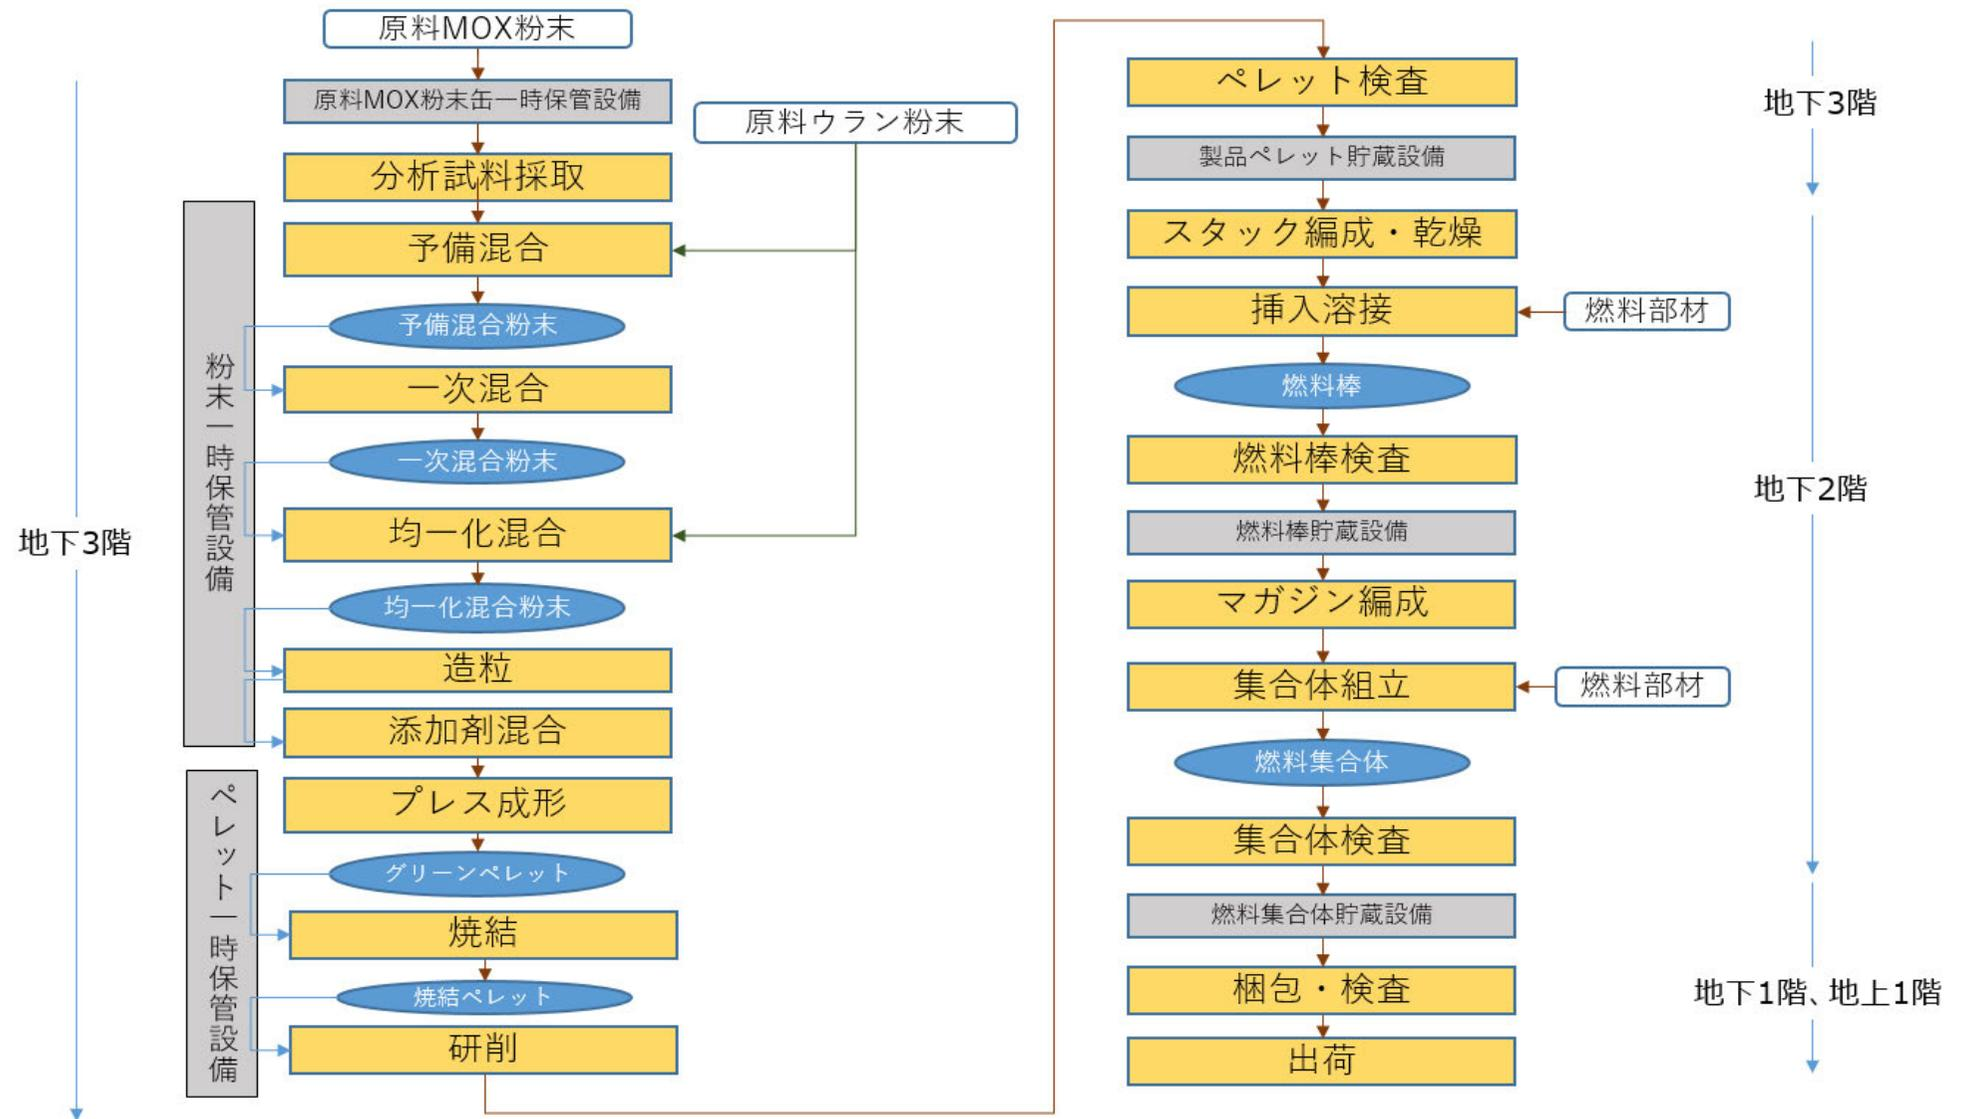 原料MOX粉末
原料MOX粉末缶一時保管設備
原料ウラン粉末
分析試料採取
予備混合
予備混合粉末
一次混合
一次混合粉末
均一化混合
均一化混合粉末
造粒
添加剤混合
プレス成形
グリーンペレット
焼結
焼結ペレット
研削
粉末一時保管設備
ペレット一時保管設備
地下3階
ペレット検査
製品ペレット貯蔵設備
スタック編成・乾燥
挿入溶接
燃料部材
燃料棒
燃料棒検査
燃料棒貯蔵設備
マガジン編成
集合体組立
燃料部材
燃料集合体
集合体検査
燃料集合体貯蔵設備
梱包・検査
出荷
地下3階
地下2階
地下1階、地上1階